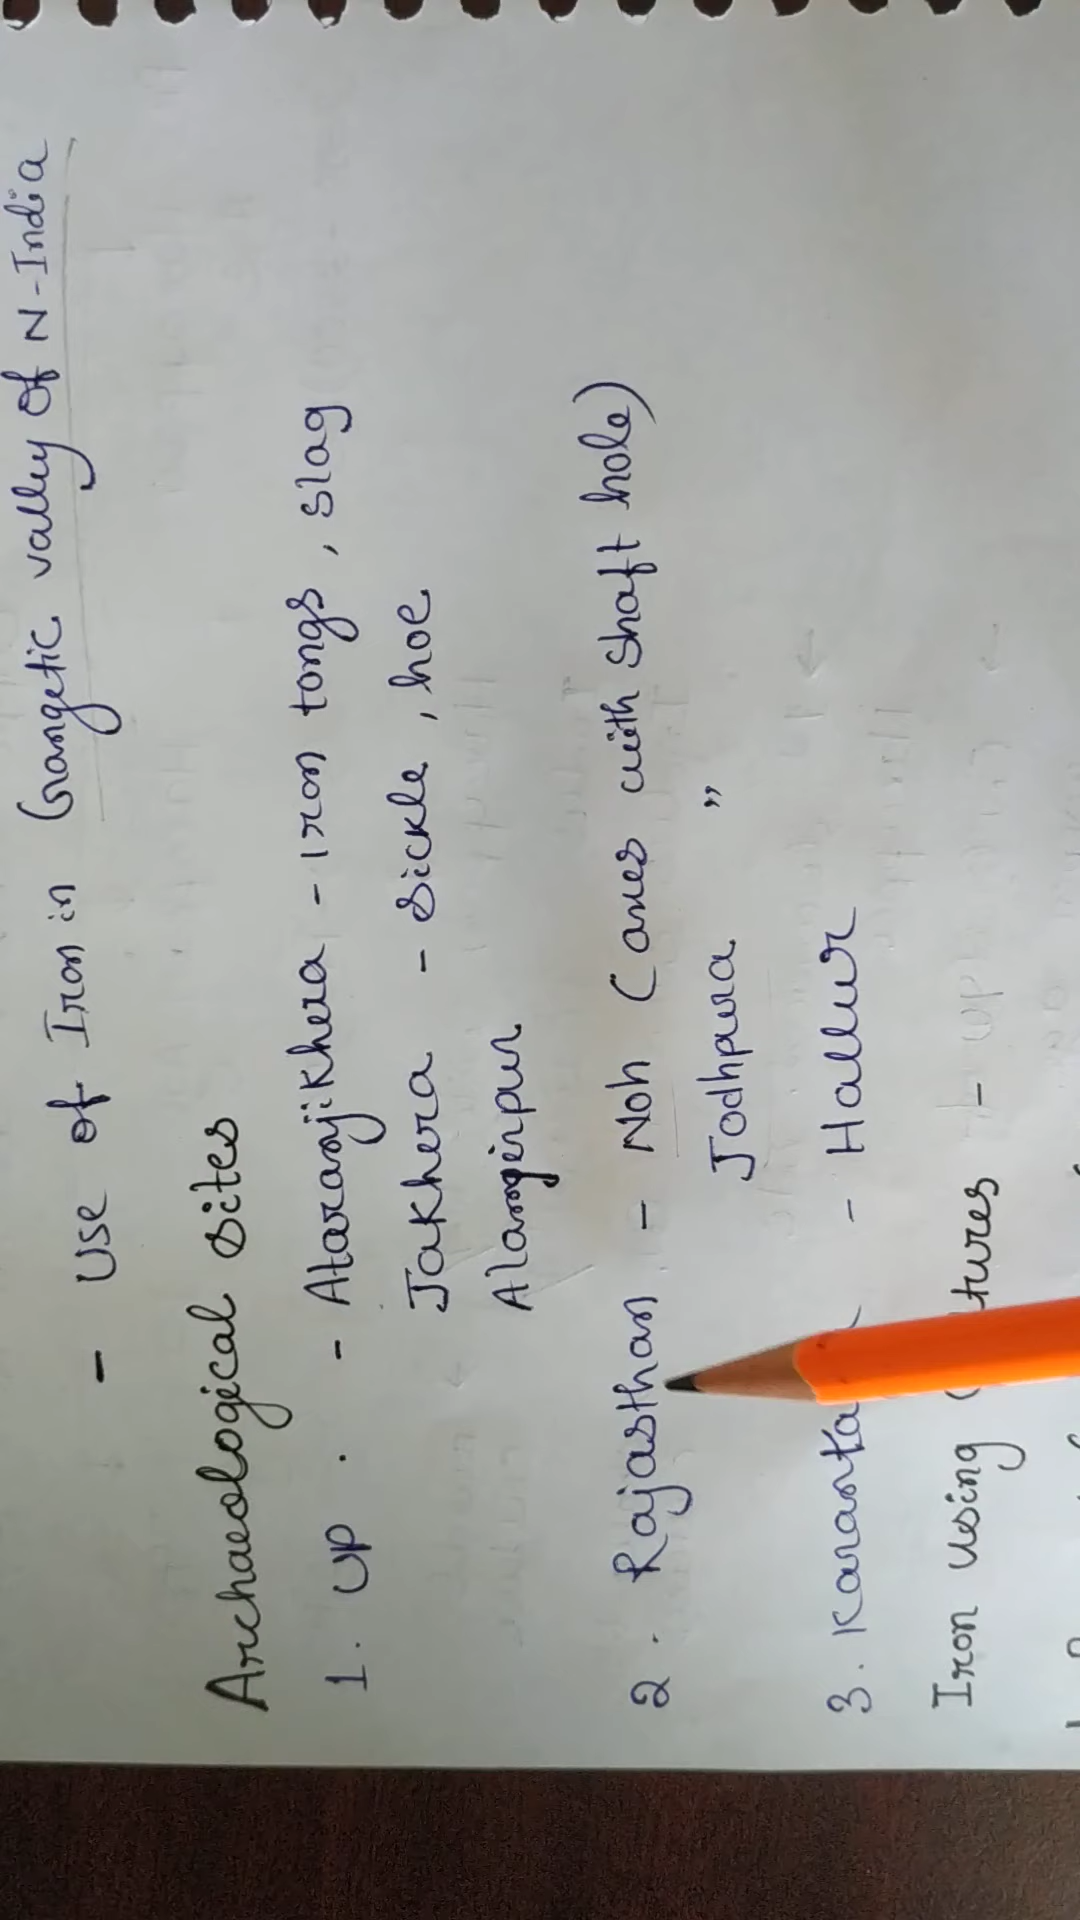 - Use of Iron in Gangetic valley of N-India
Archaeological sites
1. UP. - Ataranjikhera - Iron tongs, slag
Jakhera - sickle, hoe
Alamgirpur
2. Rajasthan - Noh (axes with shaft hole)
Jodhpura "
3. Karanta - Hallur
Iron using tures -